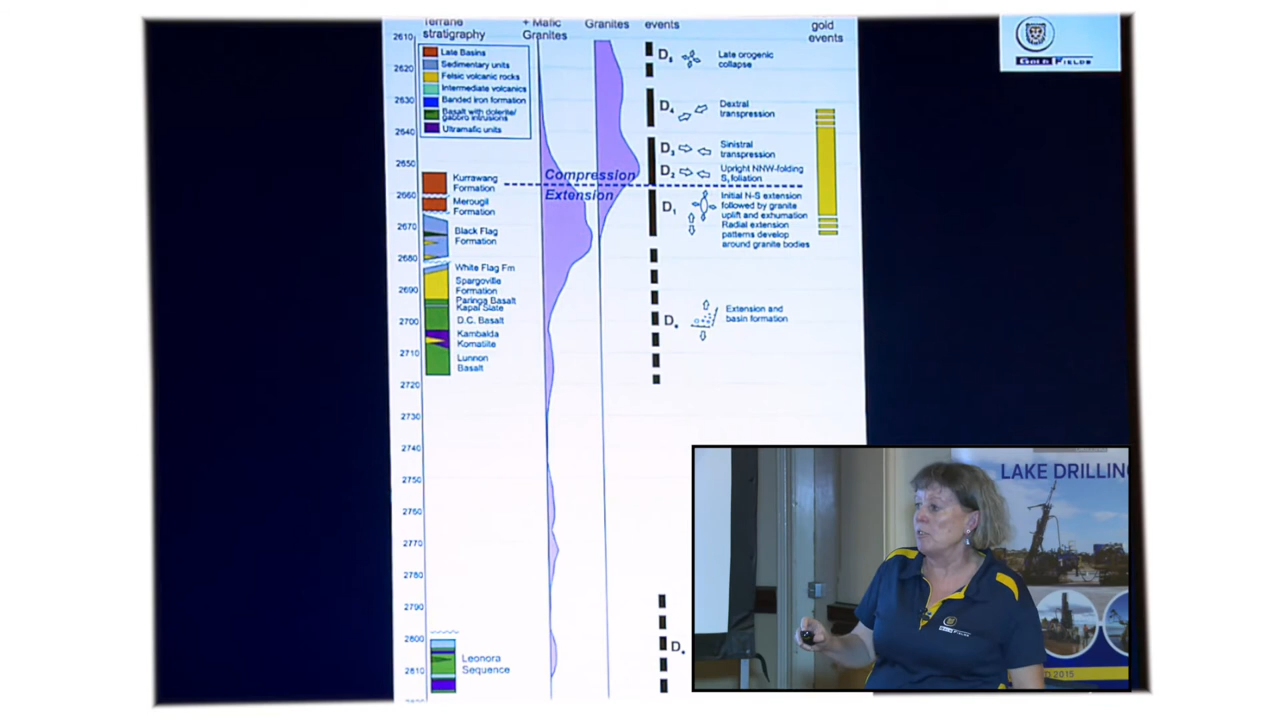 Terrane
stratigraphy
+ Mafic
Granites
Granites
events
gold
events
GOLD FIELDS
2610
2620
2630
2640
2650
2660
2670
2680
2690
2700
2710
2720
2730
2740
2750
2760
2770
2780
2790
2800
2810
Late Basins
Sedimentary units
Felsic volcanic rocks
Intermediate volcanics
Banded iron formation
Basalt with dolerite/
gabbro intrusions
Ultramafic units
Kurrawang
Formation
Merougil
Formation
Black Flag
Formation
White Flag Fm
Spargoville
Formation
Paringa Basalt
Kapai Slate
D.C. Basalt
Kambalda
Komatiite
Lunnon
Basalt
Leonora
Sequence
Compression
Extension
D5
Late orogenic
collapse
D4
Dextral
transpression
D3
Sinistral
transpression
D2
Upright NNW-folding
S1 foliation
D1
Initial N-S extension
followed by granite
uplift and exhumation
Radial extension
patterns develop
around granite bodies
D
Extension and
basin formation
D
LAKE DRILLING
GOLD FIELDS
D 2015